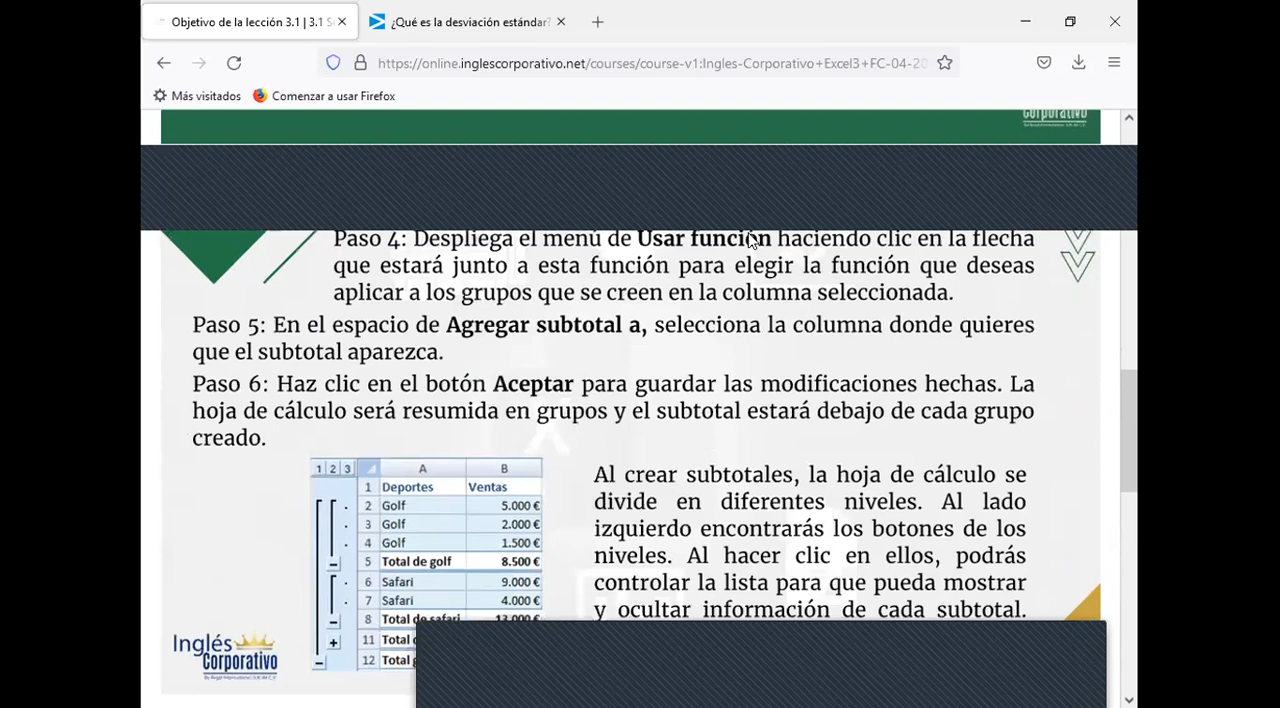 Objetivo de la lección 3.1 | 3.1 S
¿Qué es la desviación estándar?
https://online.inglescorporativo.net/courses/course-v1:Ingles-Corporativo+Excel3+FC-04-20
Más visitados
Comenzar a usar Firefox
Corporativo
Paso 4: Despliega el menú de Usar función haciendo clic en la flecha
que estará junto a esta función para elegir la función que deseas
aplicar a los grupos que se creen en la columna seleccionada.
Paso 5: En el espacio de Agregar subtotal a, selecciona la columna donde quieres
que el subtotal aparezca.
Paso 6: Haz clic en el botón Aceptar para guardar las modificaciones hechas. La
hoja de cálculo será resumida en grupos y el subtotal estará debajo de cada grupo
creado.
1 2 3 A B
1 Deportes Ventas
2 Golf 5.000 €
3 Golf 2.000 €
4 Golf 1.500 €
5 Total de golf 8.500 €
6 Safari 9.000 €
7 Safari 4.000 €
8 Total de safari 13.000 €
11 Total
12 Total
Al crear subtotales, la hoja de cálculo se
divide en diferentes niveles. Al lado
izquierdo encontrarás los botones de los
niveles. Al hacer clic en ellos, podrás
controlar la lista para que pueda mostrar
y ocultar información de cada subtotal.
Inglés
Corporativo